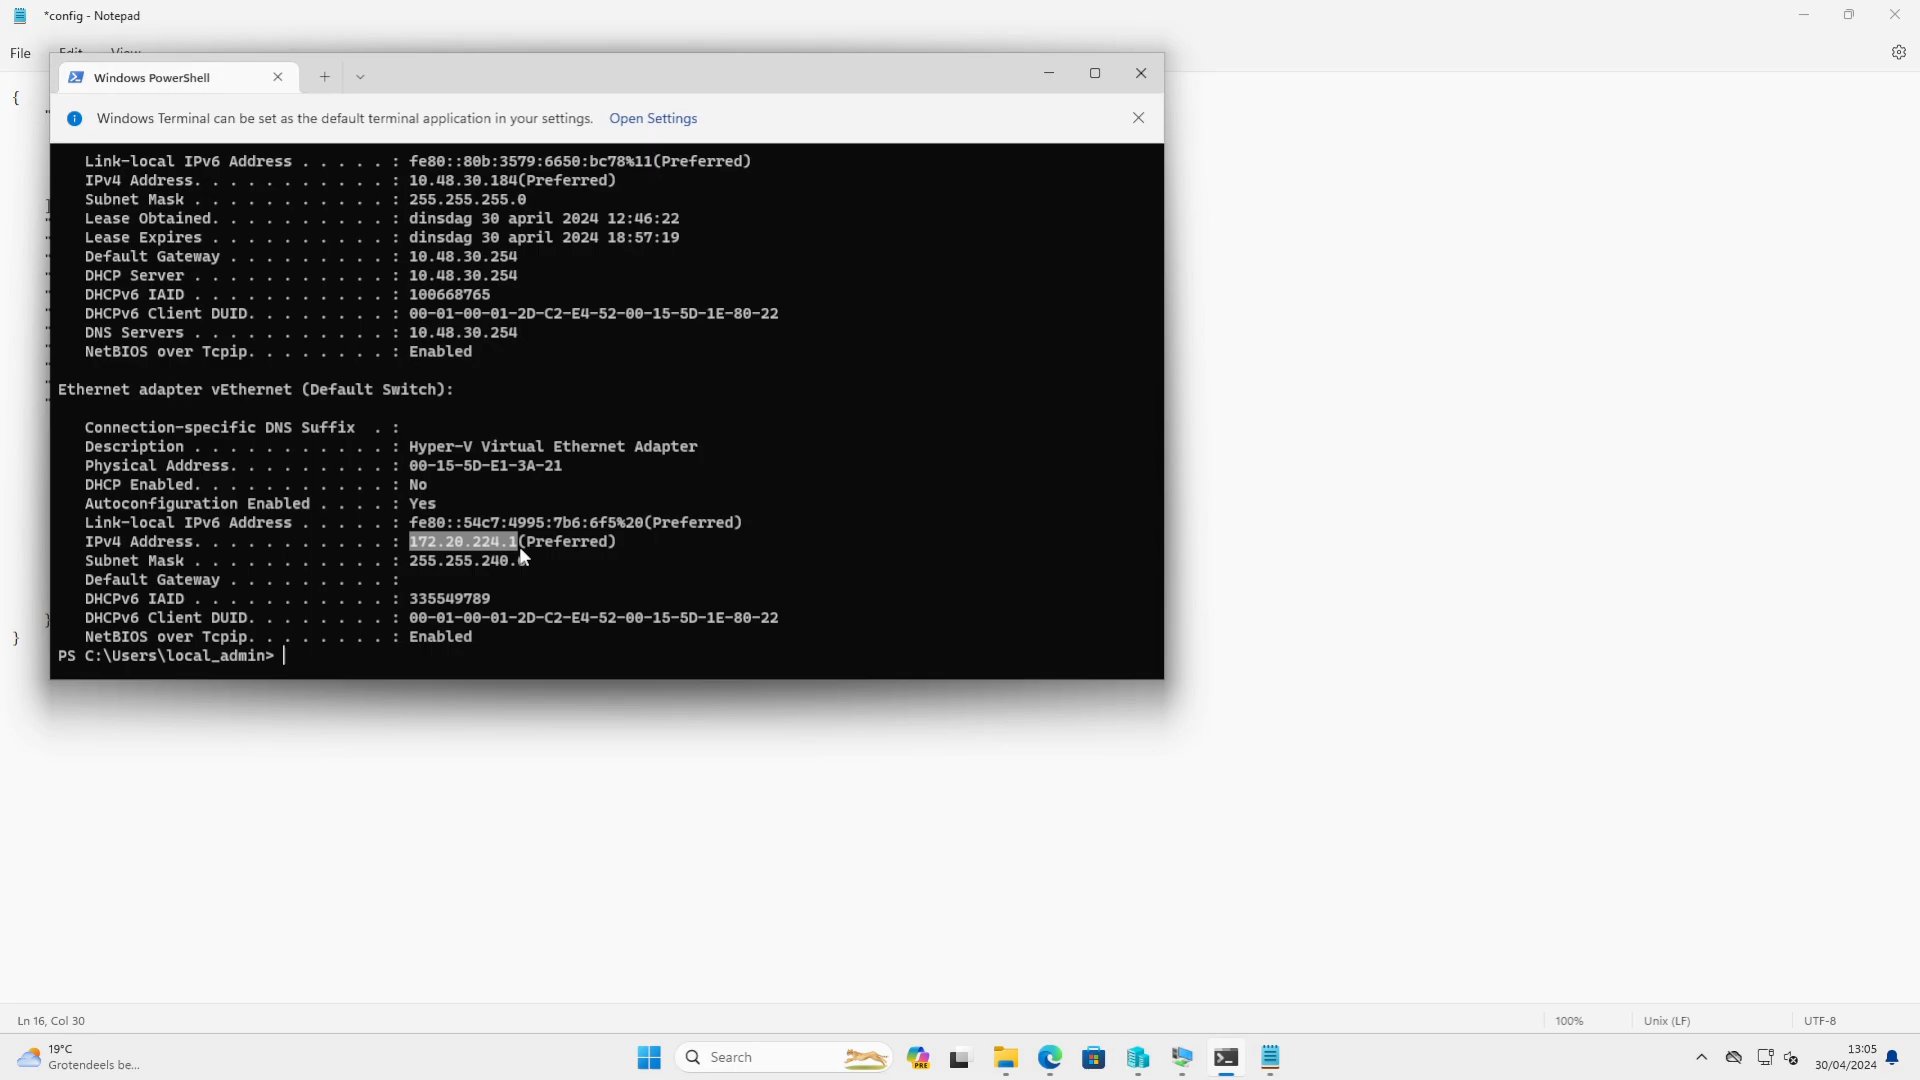 *config - Notepad
File Edit View
{
Windows PowerShell
Windows Terminal can be set as the default terminal application in your settings. Open Settings
Link-local IPv6 Address . . . . . : fe80::80b:3579:6650:bc78%11(Preferred)
IPv4 Address. . . . . . . . . . . : 10.48.30.184(Preferred)
Subnet Mask . . . . . . . . . . . : 255.255.255.0
Lease Obtained. . . . . . . . . . : dinsdag 30 april 2024 12:46:22
Lease Expires . . . . . . . . . . : dinsdag 30 april 2024 18:57:19
Default Gateway . . . . . . . . . : 10.48.30.254
DHCP Server . . . . . . . . . . . : 10.48.30.254
DHCPv6 IAID . . . . . . . . . . . : 100668765
DHCPv6 Client DUID. . . . . . . . : 00-01-00-01-2D-C2-E4-52-00-15-5D-1E-80-22
DNS Servers . . . . . . . . . . . : 10.48.30.254
NetBIOS over Tcpip. . . . . . . . : Enabled
Ethernet adapter vEthernet (Default Switch):
Connection-specific DNS Suffix . :
Description . . . . . . . . . . . : Hyper-V Virtual Ethernet Adapter
Physical Address. . . . . . . . . : 00-15-5D-E1-3A-21
DHCP Enabled. . . . . . . . . . . : No
Autoconfiguration Enabled . . . . : Yes
Link-local IPv6 Address . . . . . : fe80::54c7:4995:7b6:6f5%20(Preferred)
IPv4 Address. . . . . . . . . . . : 172.20.224.1(Preferred)
Subnet Mask . . . . . . . . . . . : 255.255.240.0
Default Gateway . . . . . . . . . :
DHCPv6 IAID . . . . . . . . . . . : 335549789
DHCPv6 Client DUID. . . . . . . . : 00-01-00-01-2D-C2-E4-52-00-15-5D-1E-80-22
NetBIOS over Tcpip. . . . . . . . : Enabled
PS C:\Users\local_admin>
}
}
Ln 16, Col 30
100%
Unix (LF)
UTF-8
19°C
Grotendeels be...
Search
PRE
13:05
30/04/2024